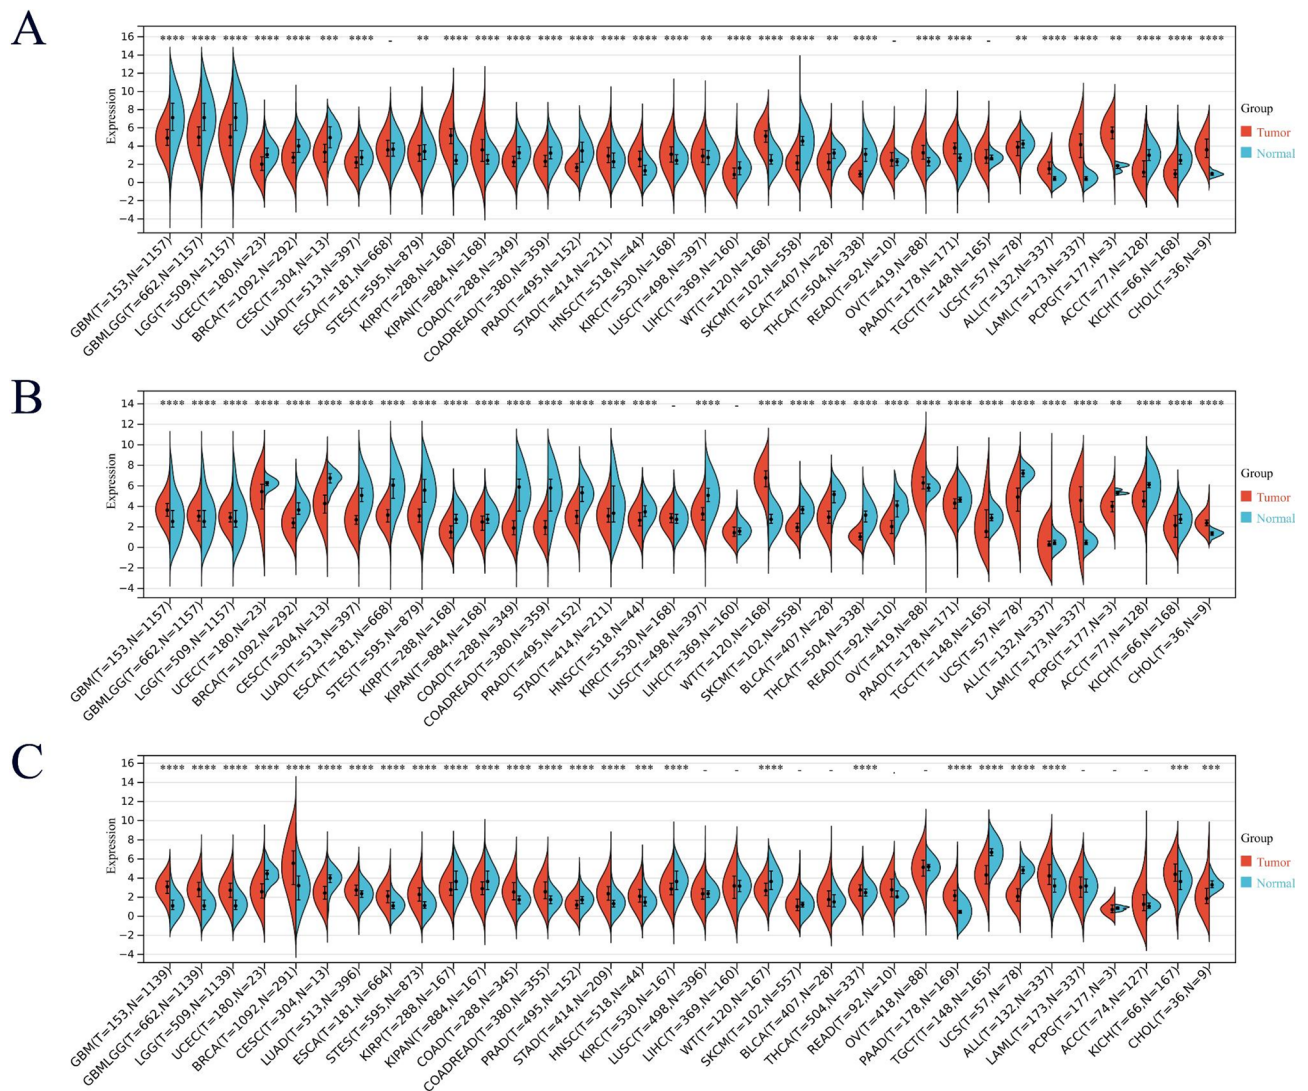 A
**** **** **** **** **** *** **** - ** **** **** **** **** **** **** **** **** ** **** **** **** ** **** - **** **** - ** **** **** ** **** **** ****
16
14
12
10
8
6
4
2
0
−2
−4
Expression
Group
Tumor
Normal
GBM(T=153,N=1157)
GBMLGG(T=662,N=1157)
LGG(T=509,N=1157)
UCEC(T=180,N=23)
BRCA(T=1092,N=292)
CESC(T=304,N=13)
LUAD(T=513,N=397)
ESCA(T=181,N=668)
STES(T=595,N=879)
KIRP(T=288,N=168)
KIPAN(T=884,N=168)
COAD(T=288,N=349)
COADREAD(T=380,N=359)
PRAD(T=495,N=152)
STAD(T=414,N=211)
HNSC(T=518,N=44)
KIRC(T=530,N=168)
LUSC(T=498,N=397)
LIHC(T=369,N=160)
WT(T=120,N=168)
SKCM(T=102,N=558)
BLCA(T=407,N=28)
THCA(T=504,N=338)
READ(T=92,N=10)
OV(T=419,N=88)
PAAD(T=178,N=171)
TGCT(T=148,N=165)
UCS(T=57,N=78)
ALL(T=132,N=337)
LAML(T=173,N=337)
PCPG(T=177,N=3)
ACC(T=77,N=128)
KICH(T=66,N=168)
CHOL(T=36,N=9)
B
**** **** **** **** **** **** **** **** **** **** **** **** **** **** **** **** - **** - **** **** **** **** **** **** **** **** **** **** **** ** **** **** ****
14
12
10
8
6
4
2
0
−2
−4
Expression
Group
Tumor
Normal
GBM(T=153,N=1157)
GBMLGG(T=662,N=1157)
LGG(T=509,N=1157)
UCEC(T=180,N=23)
BRCA(T=1092,N=292)
CESC(T=304,N=13)
LUAD(T=513,N=397)
ESCA(T=181,N=668)
STES(T=595,N=879)
KIRP(T=288,N=168)
KIPAN(T=884,N=168)
COAD(T=288,N=349)
COADREAD(T=380,N=359)
PRAD(T=495,N=152)
STAD(T=414,N=211)
HNSC(T=518,N=44)
KIRC(T=530,N=168)
LUSC(T=498,N=397)
LIHC(T=369,N=160)
WT(T=120,N=168)
SKCM(T=102,N=558)
BLCA(T=407,N=28)
THCA(T=504,N=338)
READ(T=92,N=10)
OV(T=419,N=88)
PAAD(T=178,N=171)
TGCT(T=148,N=165)
UCS(T=57,N=78)
ALL(T=132,N=337)
LAML(T=173,N=337)
PCPG(T=177,N=3)
ACC(T=77,N=128)
KICH(T=66,N=168)
CHOL(T=36,N=9)
C
**** **** **** **** **** **** **** **** **** **** **** **** **** **** **** *** **** - - **** - - **** - - **** **** **** **** - - - *** ***
16
14
12
10
8
6
4
2
0
−2
−4
Expression
Group
Tumor
Normal
GBM(T=153,N=1139)
GBMLGG(T=662,N=1139)
LGG(T=509,N=1139)
UCEC(T=180,N=23)
BRCA(T=1092,N=291)
CESC(T=304,N=13)
LUAD(T=513,N=396)
ESCA(T=181,N=664)
STES(T=595,N=873)
KIRP(T=288,N=167)
KIPAN(T=884,N=167)
COAD(T=288,N=345)
COADREAD(T=380,N=355)
PRAD(T=495,N=152)
STAD(T=414,N=209)
HNSC(T=518,N=44)
KIRC(T=530,N=167)
LUSC(T=498,N=396)
LIHC(T=369,N=160)
WT(T=120,N=167)
SKCM(T=102,N=557)
BLCA(T=407,N=28)
THCA(T=504,N=337)
READ(T=92,N=10)
OV(T=418,N=88)
PAAD(T=178,N=169)
TGCT(T=148,N=165)
UCS(T=57,N=78)
ALL(T=132,N=337)
LAML(T=173,N=337)
PCPG(T=177,N=3)
ACC(T=74,N=127)
KICH(T=66,N=167)
CHOL(T=36,N=9)